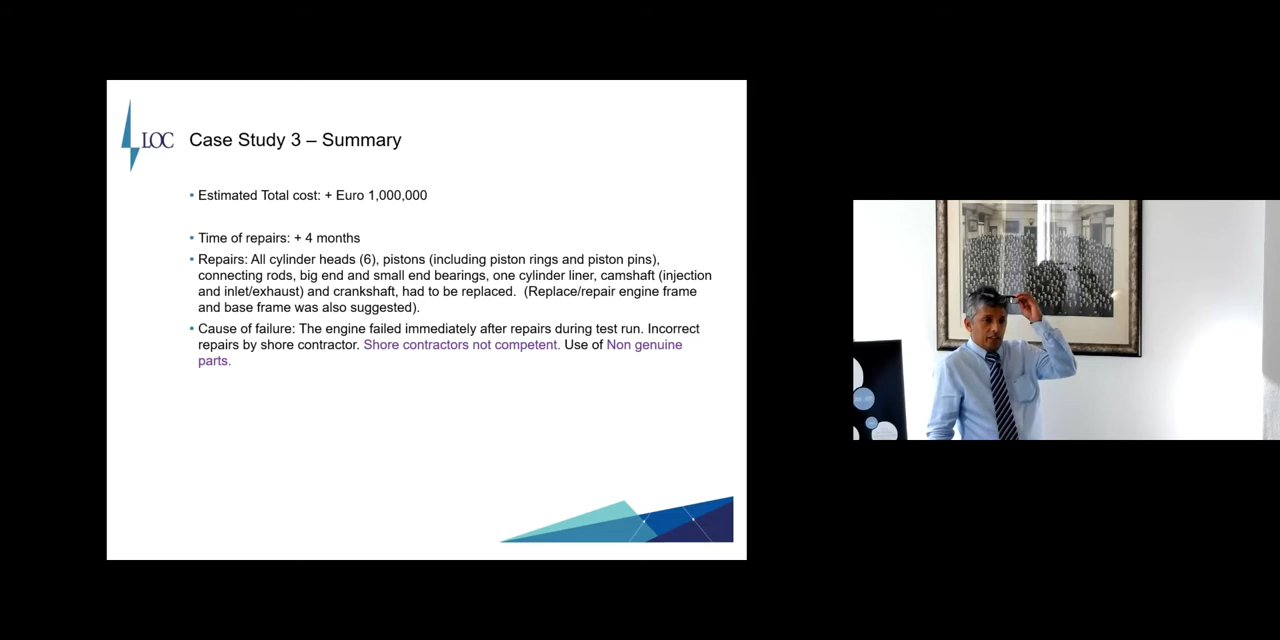 LOC
Case Study 3 – Summary
• Estimated Total cost: + Euro 1,000,000
• Time of repairs: + 4 months
• Repairs: All cylinder heads (6), pistons (including piston rings and piston pins),
connecting rods, big end and small end bearings, one cylinder liner, camshaft (injection
and inlet/exhaust) and crankshaft, had to be replaced.  (Replace/repair engine frame
and base frame was also suggested).
• Cause of failure: The engine failed immediately after repairs during test run. Incorrect
repairs by shore contractor. Shore contractors not competent. Use of Non genuine
parts.